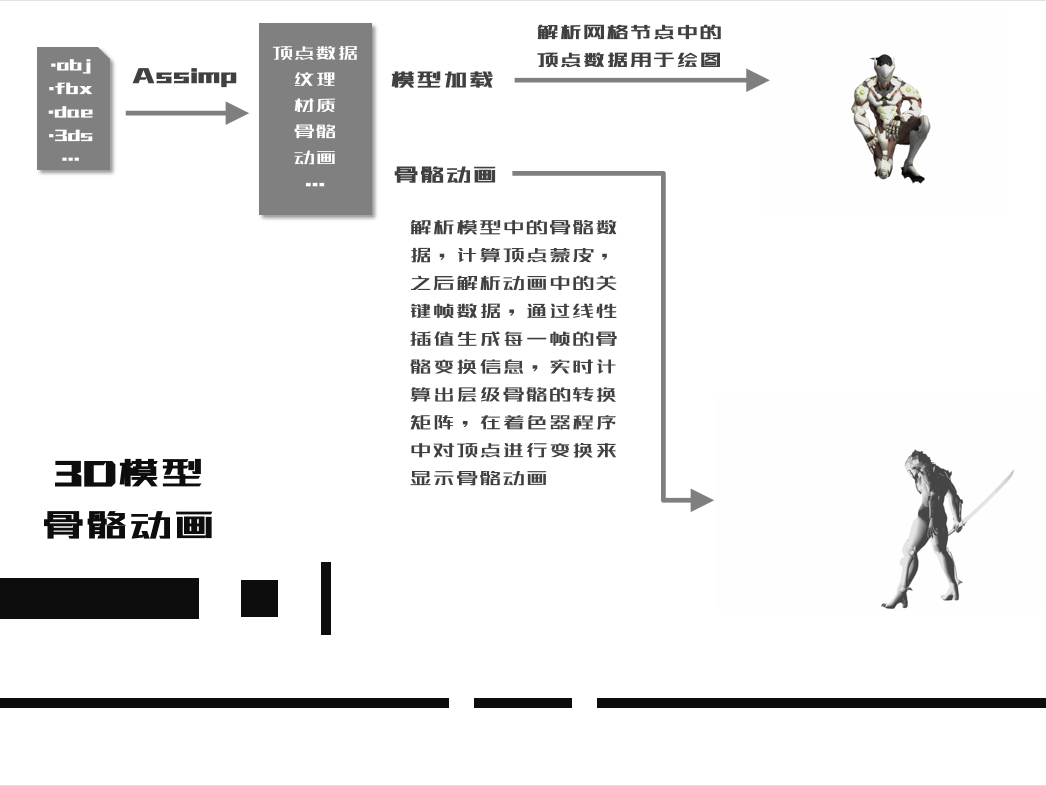 ·obj
·fbx
·dae
·3ds
...
Assimp
顶点数据
纹理
材质
骨骼
动画
...
模型加载
解析网格节点中的
顶点数据用于绘图
骨骼动画
解析模型中的骨骼数
据，计算顶点蒙皮，
之后解析动画中的关
键帧数据，通过线性
插值生成每一帧的骨
骼变换信息，实时计
算出层级骨骼的转换
矩阵，在着色器程序
中对顶点进行变换来
显示骨骼动画
3D模型
骨骼动画